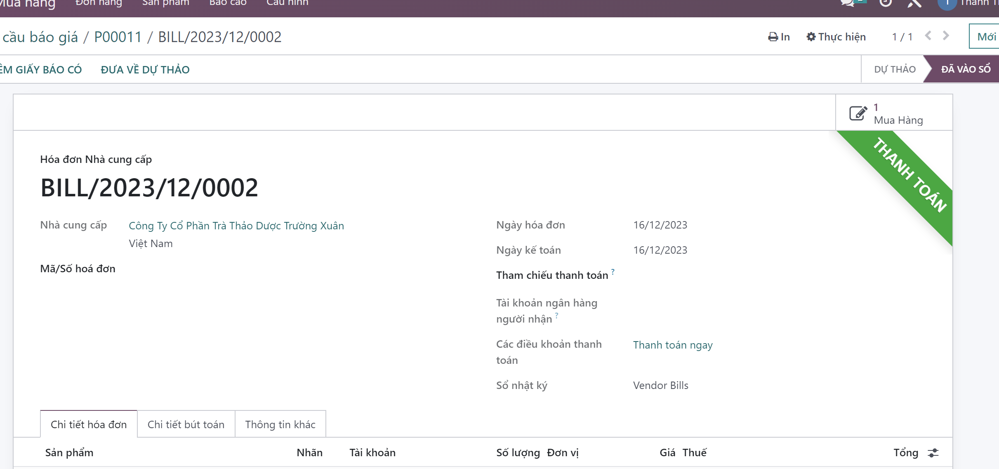 Mua hàng Đơn hàng Sản phẩm Báo cáo Cấu hình
cầu báo giá / P00011 / BILL/2023/12/0002
In Thực hiện 1 / 1 Mới
GIẤY BÁO CÓ ĐƯA VỀ DỰ THẢO
DỰ THẢO ĐÃ VÀO SỔ
1
Mua Hàng
THANH TOÁN
Hóa đơn Nhà cung cấp
BILL/2023/12/0002
Nhà cung cấp Công Ty Cổ Phần Trà Thảo Dược Trường Xuân
Việt Nam
Mã/Số hoá đơn
Ngày hóa đơn 16/12/2023
Ngày kế toán 16/12/2023
Tham chiếu thanh toán ?
Tài khoản ngân hàng
người nhận ?
Các điều khoản thanh
toán
Thanh toán ngay
Sổ nhật ký Vendor Bills
Chi tiết hóa đơn Chi tiết bút toán Thông tin khác
Sản phẩm Nhãn Tài khoản Số lượng Đơn vị Giá Thuế Tổng